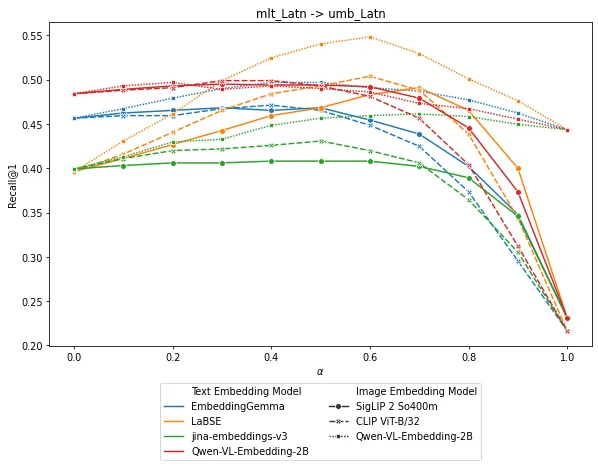 mlt_Latn -> umb_Latn
Recall@1
0.55
0.50
0.45
0.40
0.35
0.30
0.25
0.20
0.0 0.2 0.4 0.6 0.8 1.0
α
Text Embedding Model
EmbeddingGemma
LaBSE
jina-embeddings-v3
Qwen-VL-Embedding-2B
Image Embedding Model
SigLIP 2 So400m
CLIP ViT-B/32
Qwen-VL-Embedding-2B